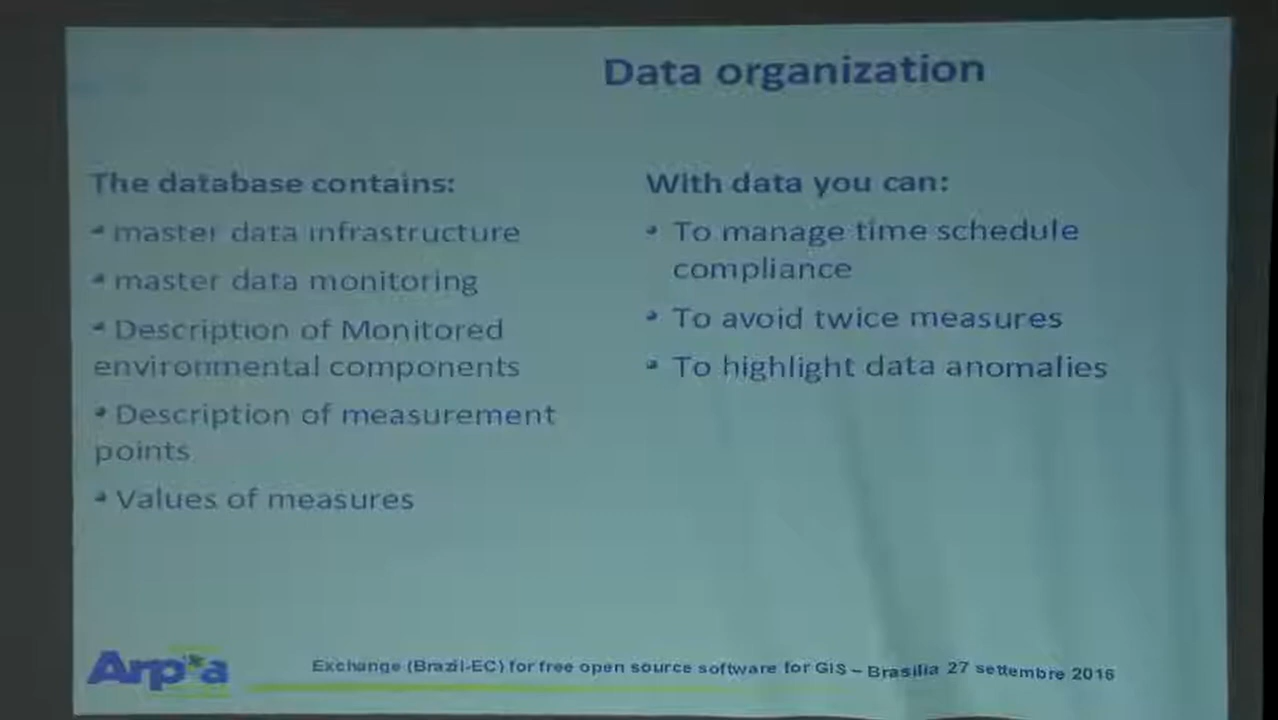 Data organization
The database contains:
master data infrastructure
master data monitoring
Description of Monitored
environmental components
Description of measurement
points
Values of measures
With data you can:
To manage time schedule
compliance
To avoid twice measures
To highlight data anomalies
Arpa
Exchange (Brazil-EC) for free open source software for GIS – Brasilia 27 settembre 2016